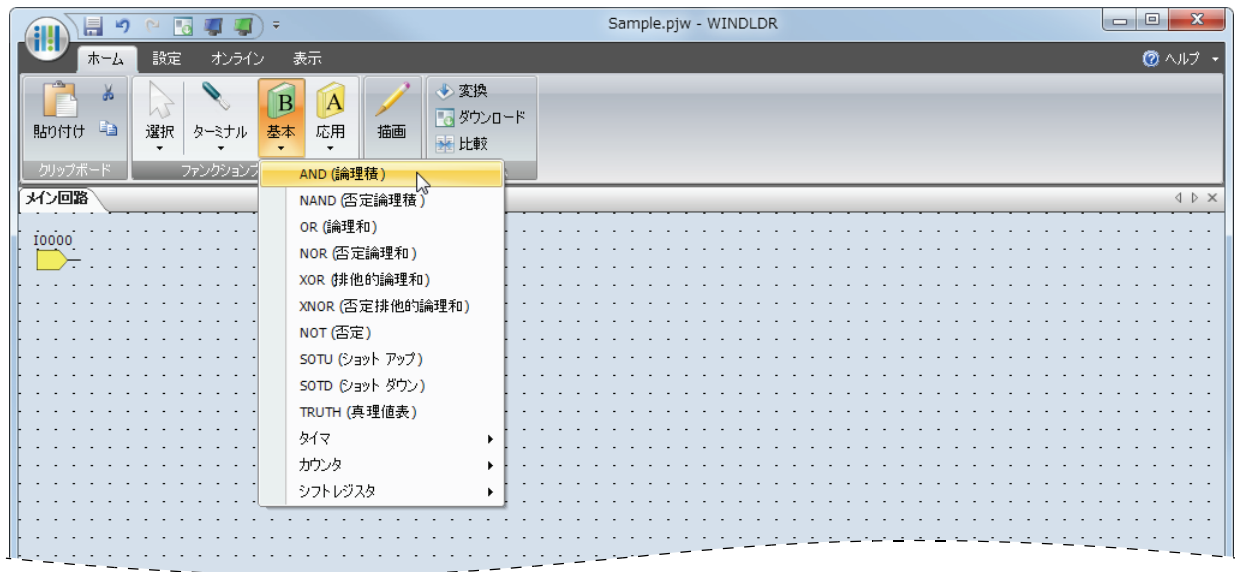 Sample.pjw - WINDLDR
ホーム 設定 オンライン 表示 ヘルプ
貼り付け 選択 ターミナル B 基本 A 応用 描画 変換
ダウンロード
比較
クリップボード ファンクションブ
AND (論理積)
NAND (否定論理積)
OR (論理和)
NOR (否定論理和)
XOR (排他的論理和)
XNOR (否定排他的論理和)
NOT (否定)
SOTU (ショット アップ)
SOTD (ショット ダウン)
TRUTH (真理値表)
タイマ
カウンタ
シフトレジスタ
メイン回路
I0000